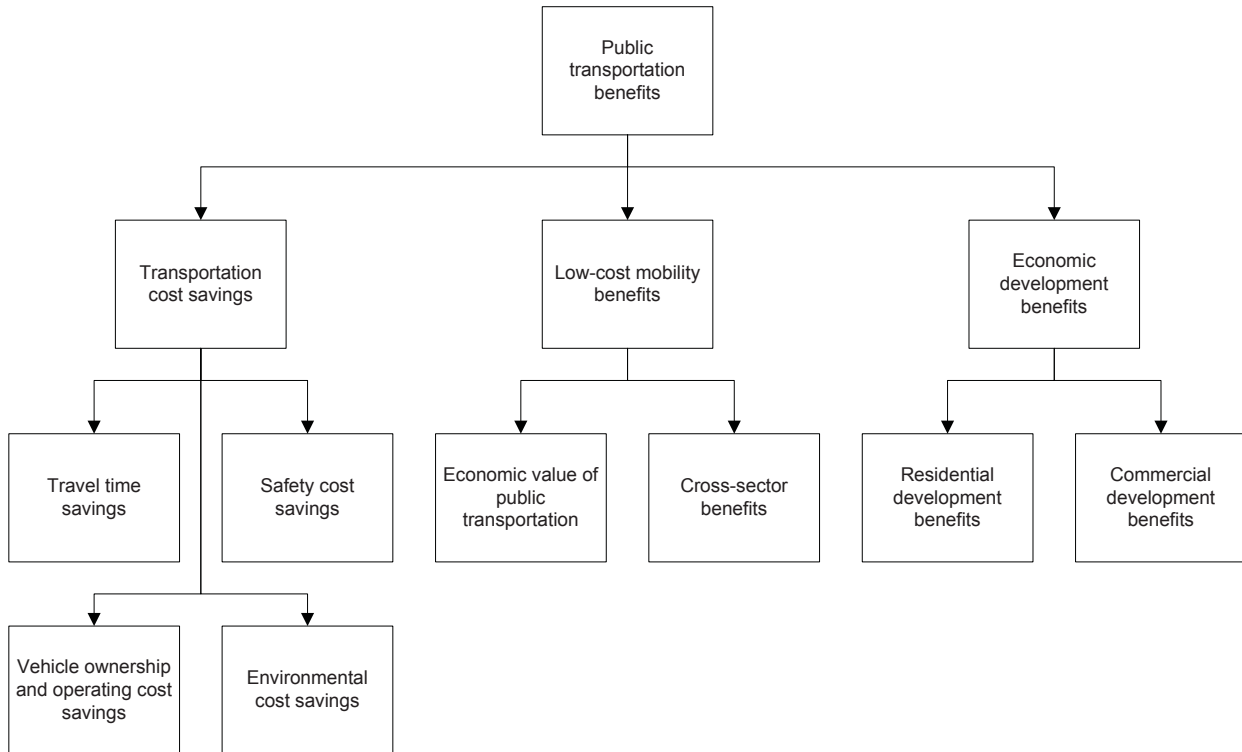 Public
transportation
benefits
Transportation
cost savings
Low-cost mobility
benefits
Economic
development
benefits
Travel time
savings
Safety cost
savings
Economic value of
public
transportation
Cross-sector
benefits
Residential
development
benefits
Commercial
development
benefits
Vehicle ownership
and operating cost
savings
Environmental
cost savings